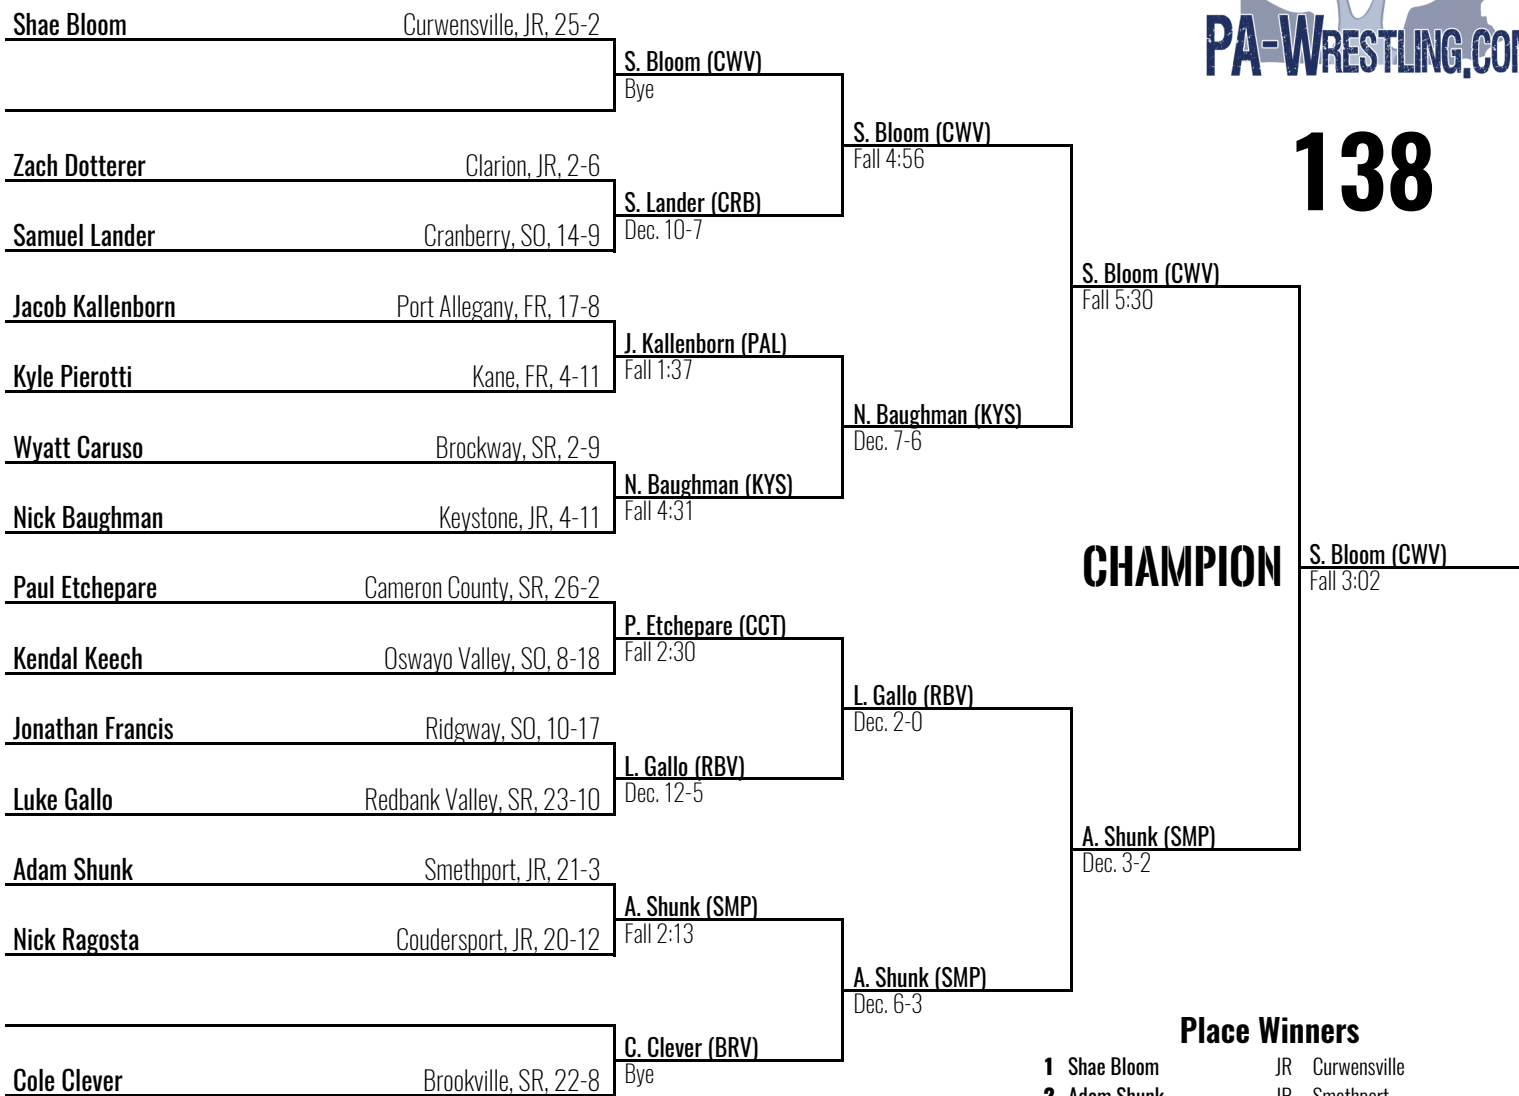 Shae Bloom Curwensville, JR, 25-2
S. Bloom (CWV)
Bye
PA-WRESTLING.COM
S. Bloom (CWV)
Fall 4:56
138
Zach Dotterer Clarion, JR, 2-6
S. Lander (CRB)
Dec. 10-7
Samuel Lander Cranberry, SO, 14-9
S. Bloom (CWV)
Fall 5:30
Jacob Kallenborn Port Allegany, FR, 17-8
J. Kallenborn (PAL)
Fall 1:37
Kyle Pierotti Kane, FR, 4-11
N. Baughman (KYS)
Dec. 7-6
Wyatt Caruso Brockway, SR, 2-9
N. Baughman (KYS)
Fall 4:31
Nick Baughman Keystone, JR, 4-11
CHAMPION
S. Bloom (CWV)
Fall 3:02
Paul Etchepare Cameron County, SR, 26-2
P. Etchepare (CCT)
Fall 2:30
Kendal Keech Oswayo Valley, SO, 8-18
L. Gallo (RBV)
Dec. 2-0
Jonathan Francis Ridgway, SO, 10-17
L. Gallo (RBV)
Dec. 12-5
Luke Gallo Redbank Valley, SR, 23-10
A. Shunk (SMP)
Dec. 3-2
Adam Shunk Smethport, JR, 21-3
A. Shunk (SMP)
Fall 2:13
Nick Ragosta Coudersport, JR, 20-12
A. Shunk (SMP)
Dec. 6-3
C. Clever (BRV)
Bye
Cole Clever Brookville, SR, 22-8
Place Winners
1 Shae Bloom JR Curwensville
2 Adam Shunk JR Smethport